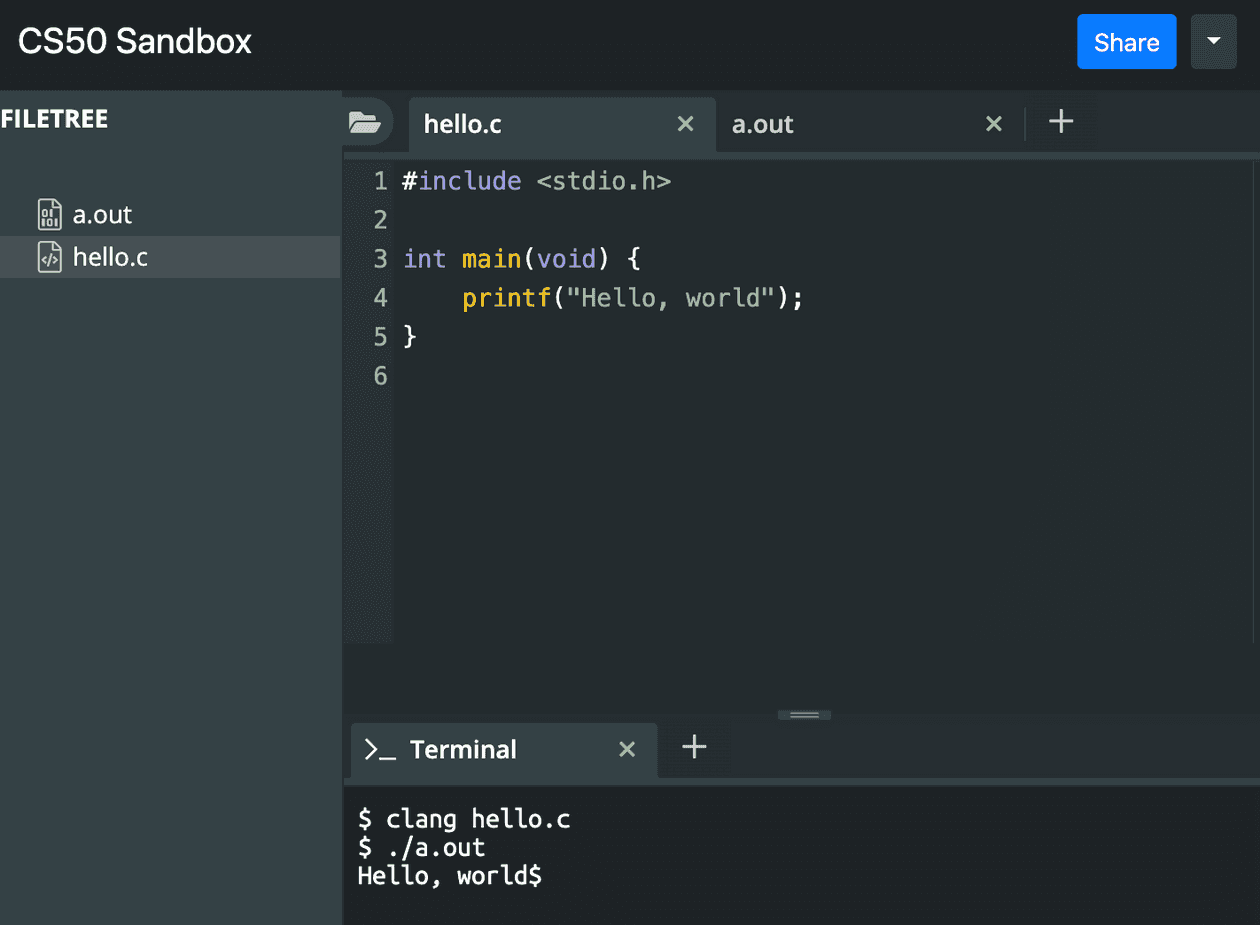 CS50 Sandbox
Share
FILETREE
a.out
hello.c
hello.c
a.out
1 #include <stdio.h>
2
3 int main(void) {
4     printf("Hello, world");
5 }
6
>_ Terminal
$ clang hello.c
$ ./a.out
Hello, world$